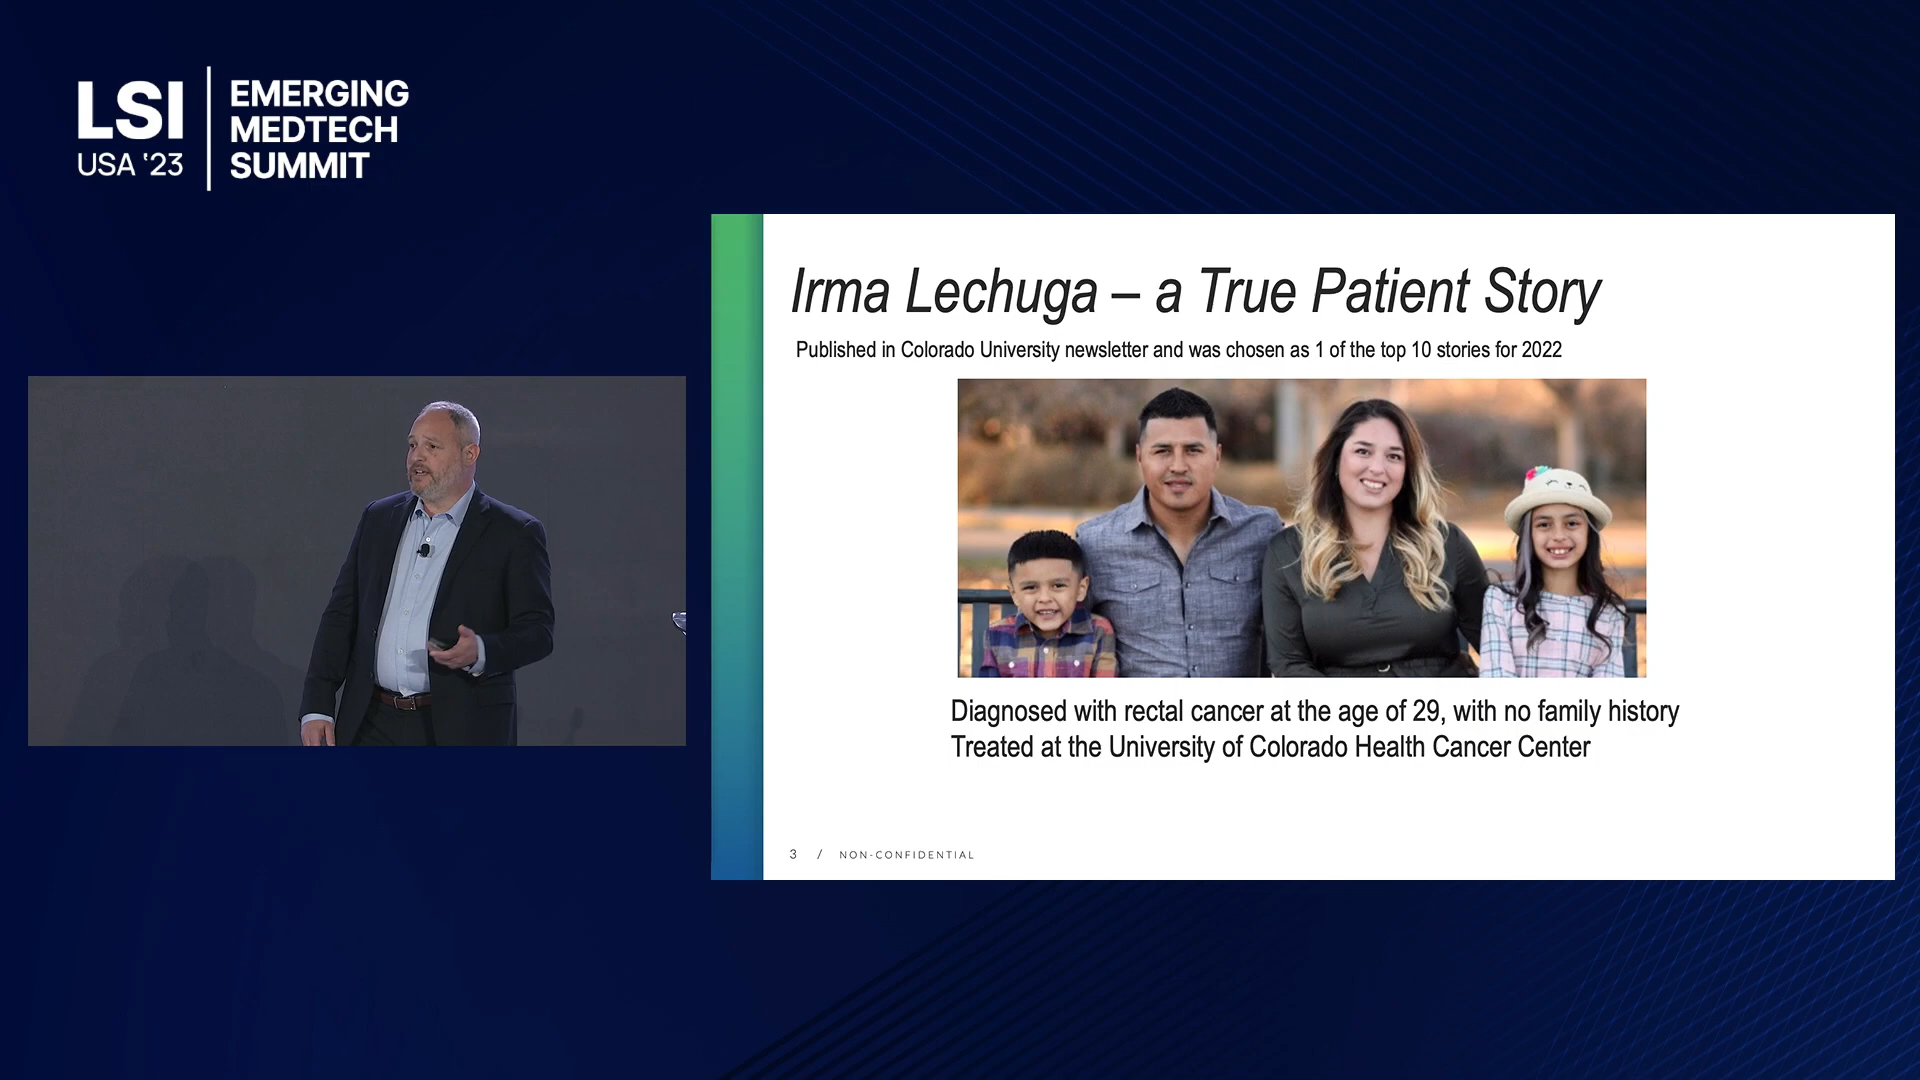 LSI
USA '23
EMERGING
MEDTECH
SUMMIT
Irma Lechuga – a True Patient Story
Published in Colorado University newsletter and was chosen as 1 of the top 10 stories for 2022
Diagnosed with rectal cancer at the age of 29, with no family history
Treated at the University of Colorado Health Cancer Center
3 / NON-CONFIDENTIAL